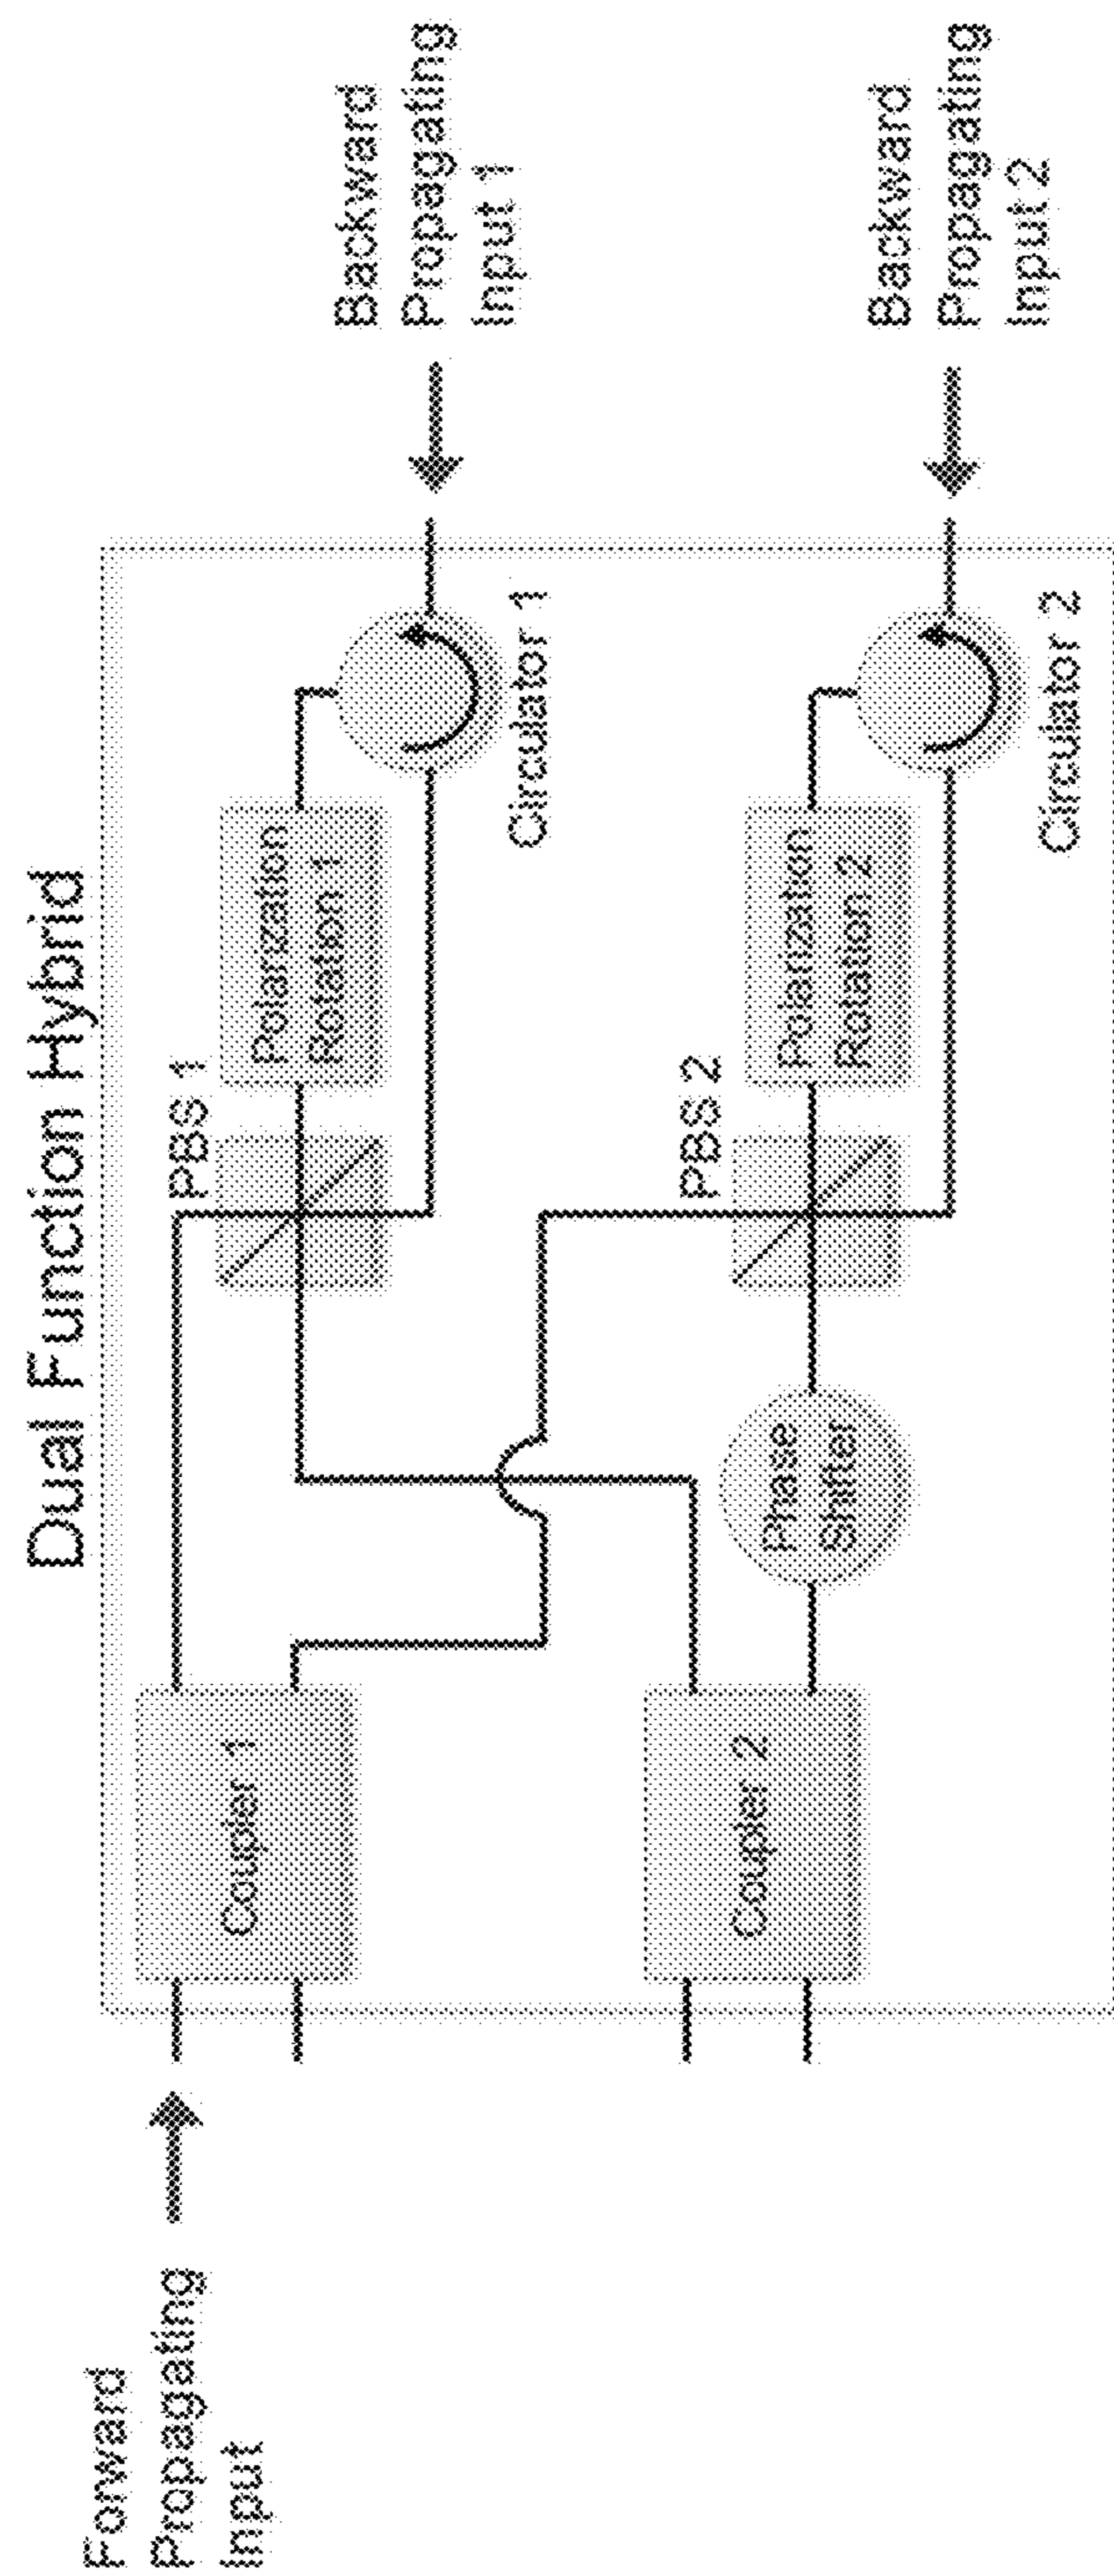 Dual Function Hybrid
Forward
Propagating
Input
Coupler 1
Coupler 2
Phase
Shifter
PBS 1
PBS 2
Polarization
Rotation 1
Polarization
Rotation 2
Circulator 1
Circulator 2
Backward
Propagating
Input 1
Backward
Propagating
Input 2